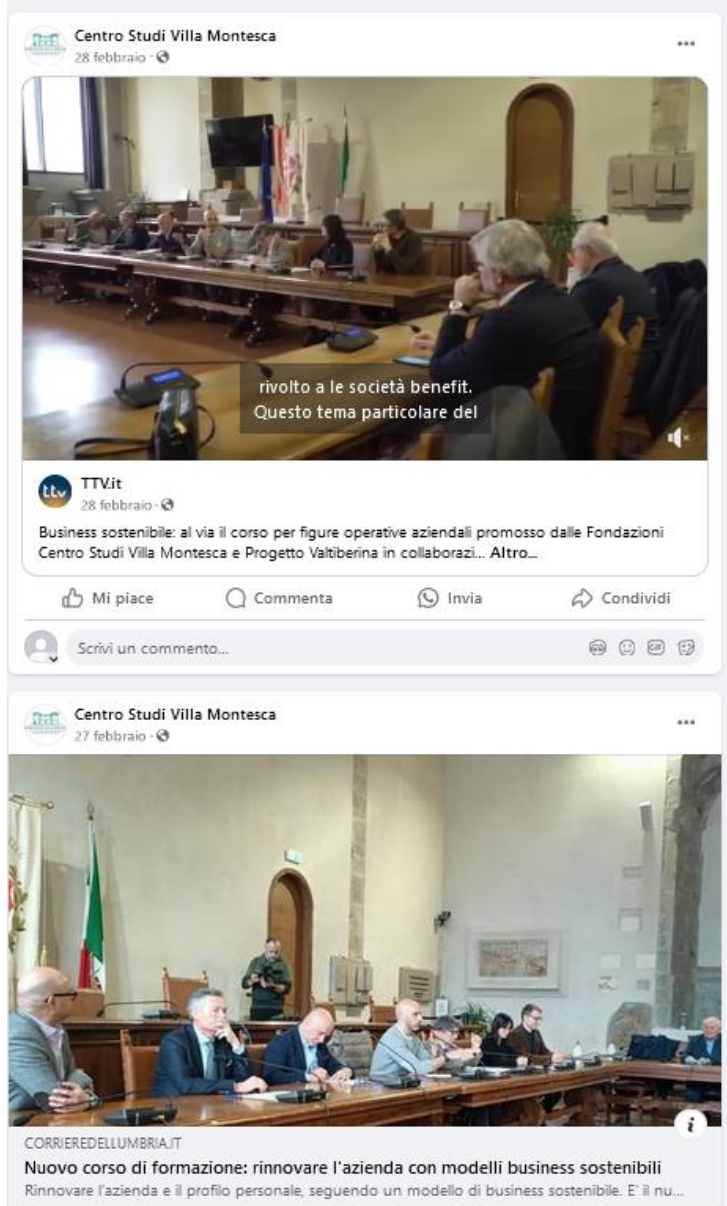 Centro Studi Villa Montesca
28 febbraio ·
rivolto a le società benefit.
Questo tema particolare del
ttv
TTV.it
28 febbraio ·
Business sostenibile: al via il corso per figure operative aziendali promosso dalle Fondazioni
Centro Studi Villa Montesca e Progetto Valtiberina in collaborazi... Altro...
Mi piace
Commenta
Invia
Condividi
Scrivi un commento...
GIF
Centro Studi Villa Montesca
27 febbraio ·
CORRIEREDELLUMBRIA.IT
Nuovo corso di formazione: rinnovare l'azienda con modelli business sostenibili
Rinnovare l'azienda e il profilo personale, seguendo un modello di business sostenibile. E' il nu...